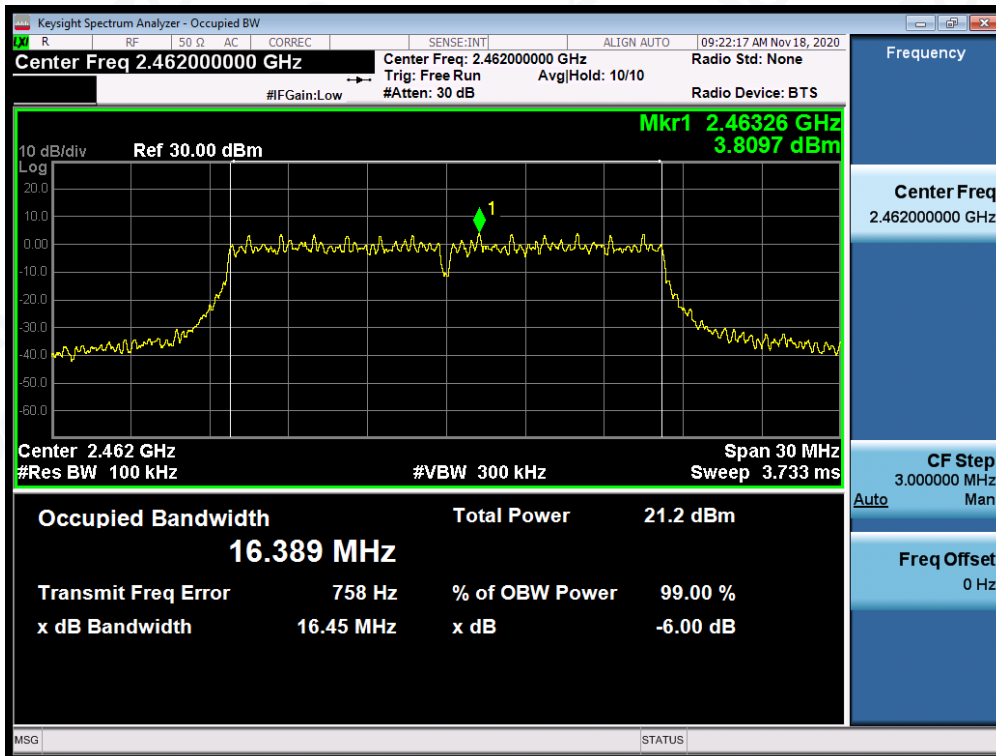 Keysight Spectrum Analyzer - Occupied BW
LXI R RF 50 Ω AC CORREC SENSE:INT ALIGN AUTO 09:22:17 AM Nov 18, 2020
Center Freq 2.462000000 GHz
Center Freq: 2.462000000 GHz
Radio Std: None
Trig: Free Run Avg|Hold: 10/10
#IFGain:Low
#Atten: 30 dB
Radio Device: BTS
Mkr1 2.46326 GHz
3.8097 dBm
10 dB/div Ref 30.00 dBm
Log
20.0
10.0
0.00
-10.0
-20.0
-30.0
-40.0
-50.0
-60.0
1
Center 2.462 GHz Span 30 MHz
#Res BW 100 kHz #VBW 300 kHz Sweep 3.733 ms
Occupied Bandwidth Total Power 21.2 dBm
16.389 MHz
Transmit Freq Error 758 Hz % of OBW Power 99.00 %
x dB Bandwidth 16.45 MHz x dB -6.00 dB
MSG STATUS
Frequency
Center Freq
2.462000000 GHz
CF Step
3.000000 MHz
Auto Man
Freq Offset
0 Hz